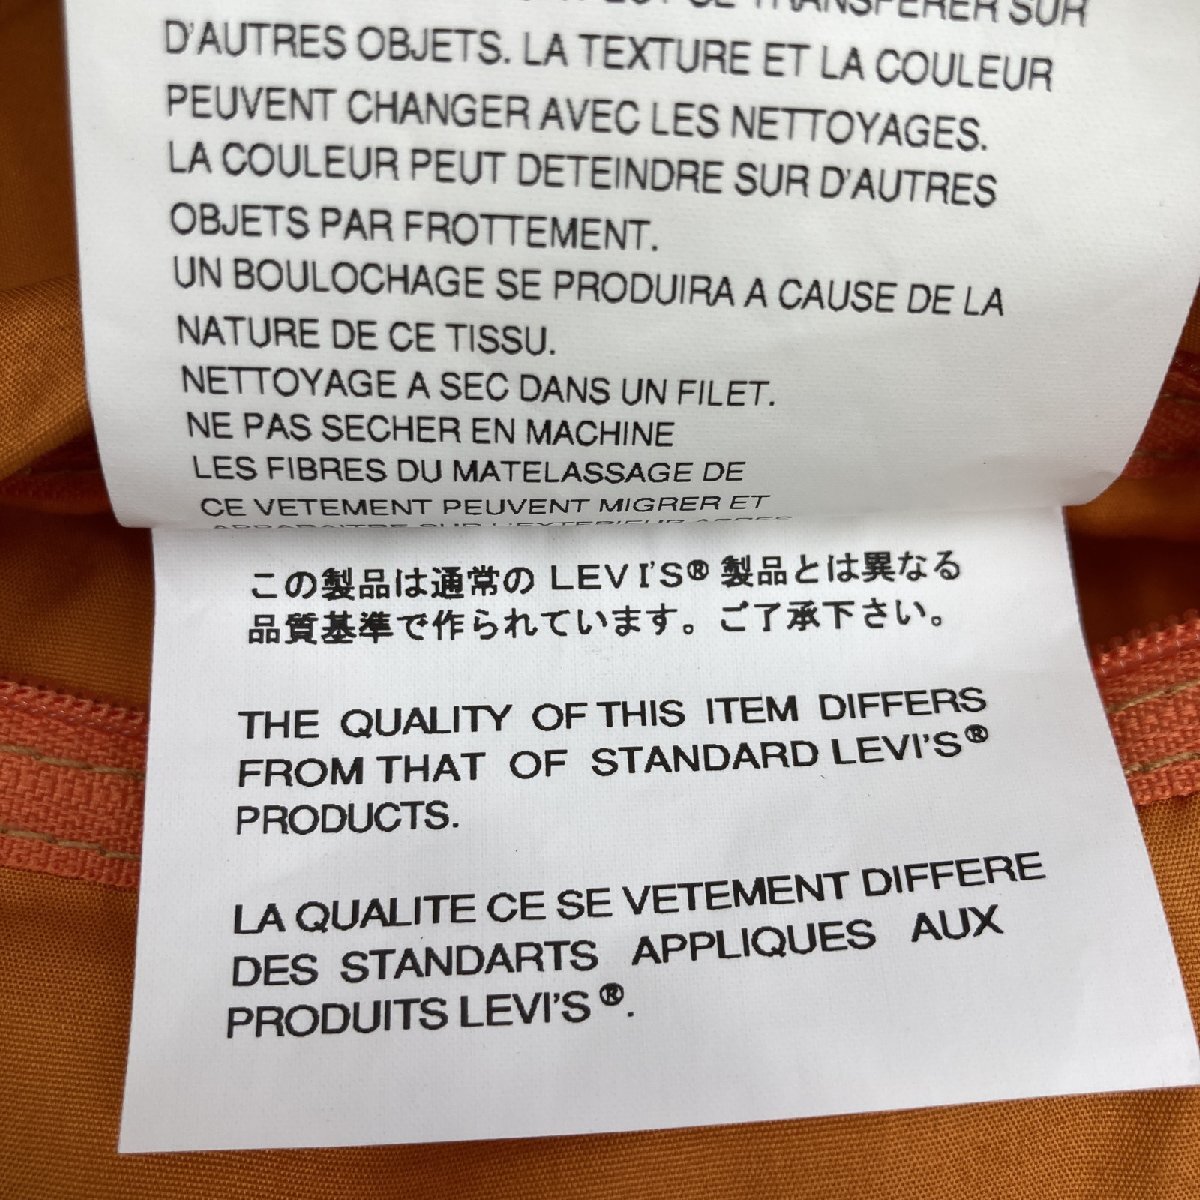 SE TRANSFERER SUR
D'AUTRES OBJETS. LA TEXTURE ET LA COULEUR
PEUVENT CHANGER AVEC LES NETTOYAGES.
LA COULEUR PEUT DETEINDRE SUR D'AUTRES
OBJETS PAR FROTTEMENT.
UN BOULOCHAGE SE PRODUIRA A CAUSE DE LA
NATURE DE CE TISSU.
NETTOYAGE A SEC DANS UN FILET.
NE PAS SECHER EN MACHINE
LES FIBRES DU MATELASSAGE DE
CE VETEMENT PEUVENT MIGRER ET
この製品は通常の LEVI'S® 製品とは異なる
品質基準で作られています。ご了承下さい。
THE QUALITY OF THIS ITEM DIFFERS
FROM THAT OF STANDARD LEVI'S®
PRODUCTS.
LA QUALITE CE SE VETEMENT DIFFERE
DES STANDARTS APPLIQUES AUX
PRODUITS LEVI'S®.